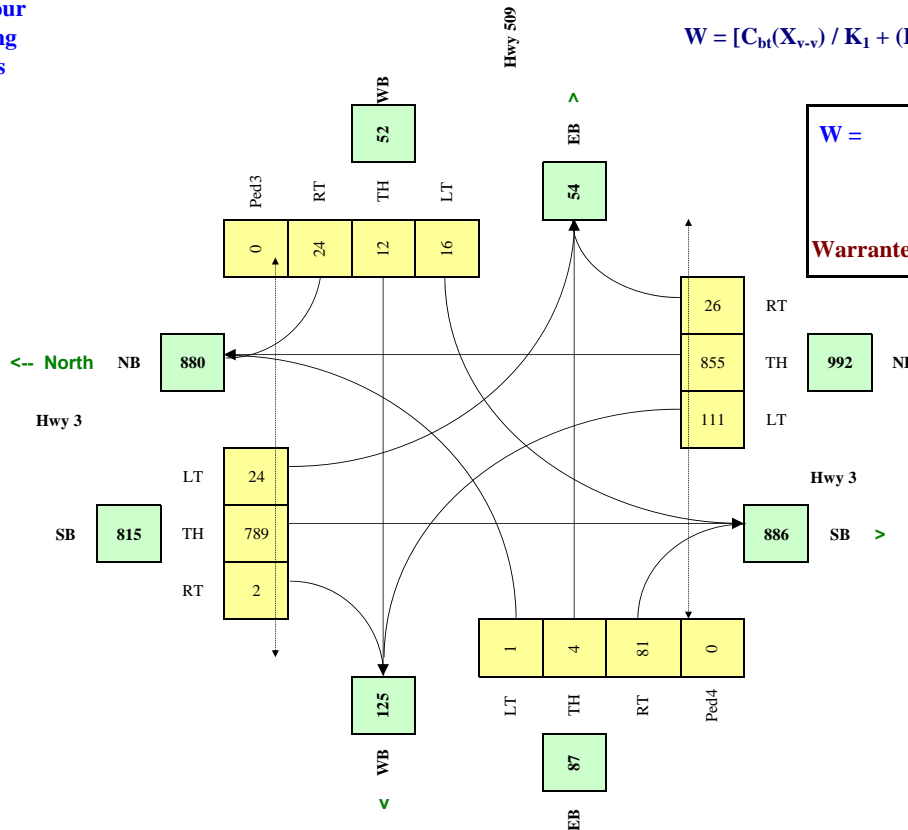 our
ng
s
Hwy 509
W = [Cbt(Xv-v) / K1 + (
WB
52
^
EB
54
W =
Warrante
Ped3
RT
TH
LT
0
24
12
16
26
RT
<-- North
NB
880
855
TH
992
Hwy 3
111
LT
LT
24
Hwy 3
SB
815
TH
789
886
SB
>
RT
2
1
4
81
0
125
LT
TH
RT
Ped4
WB
87
v
EB